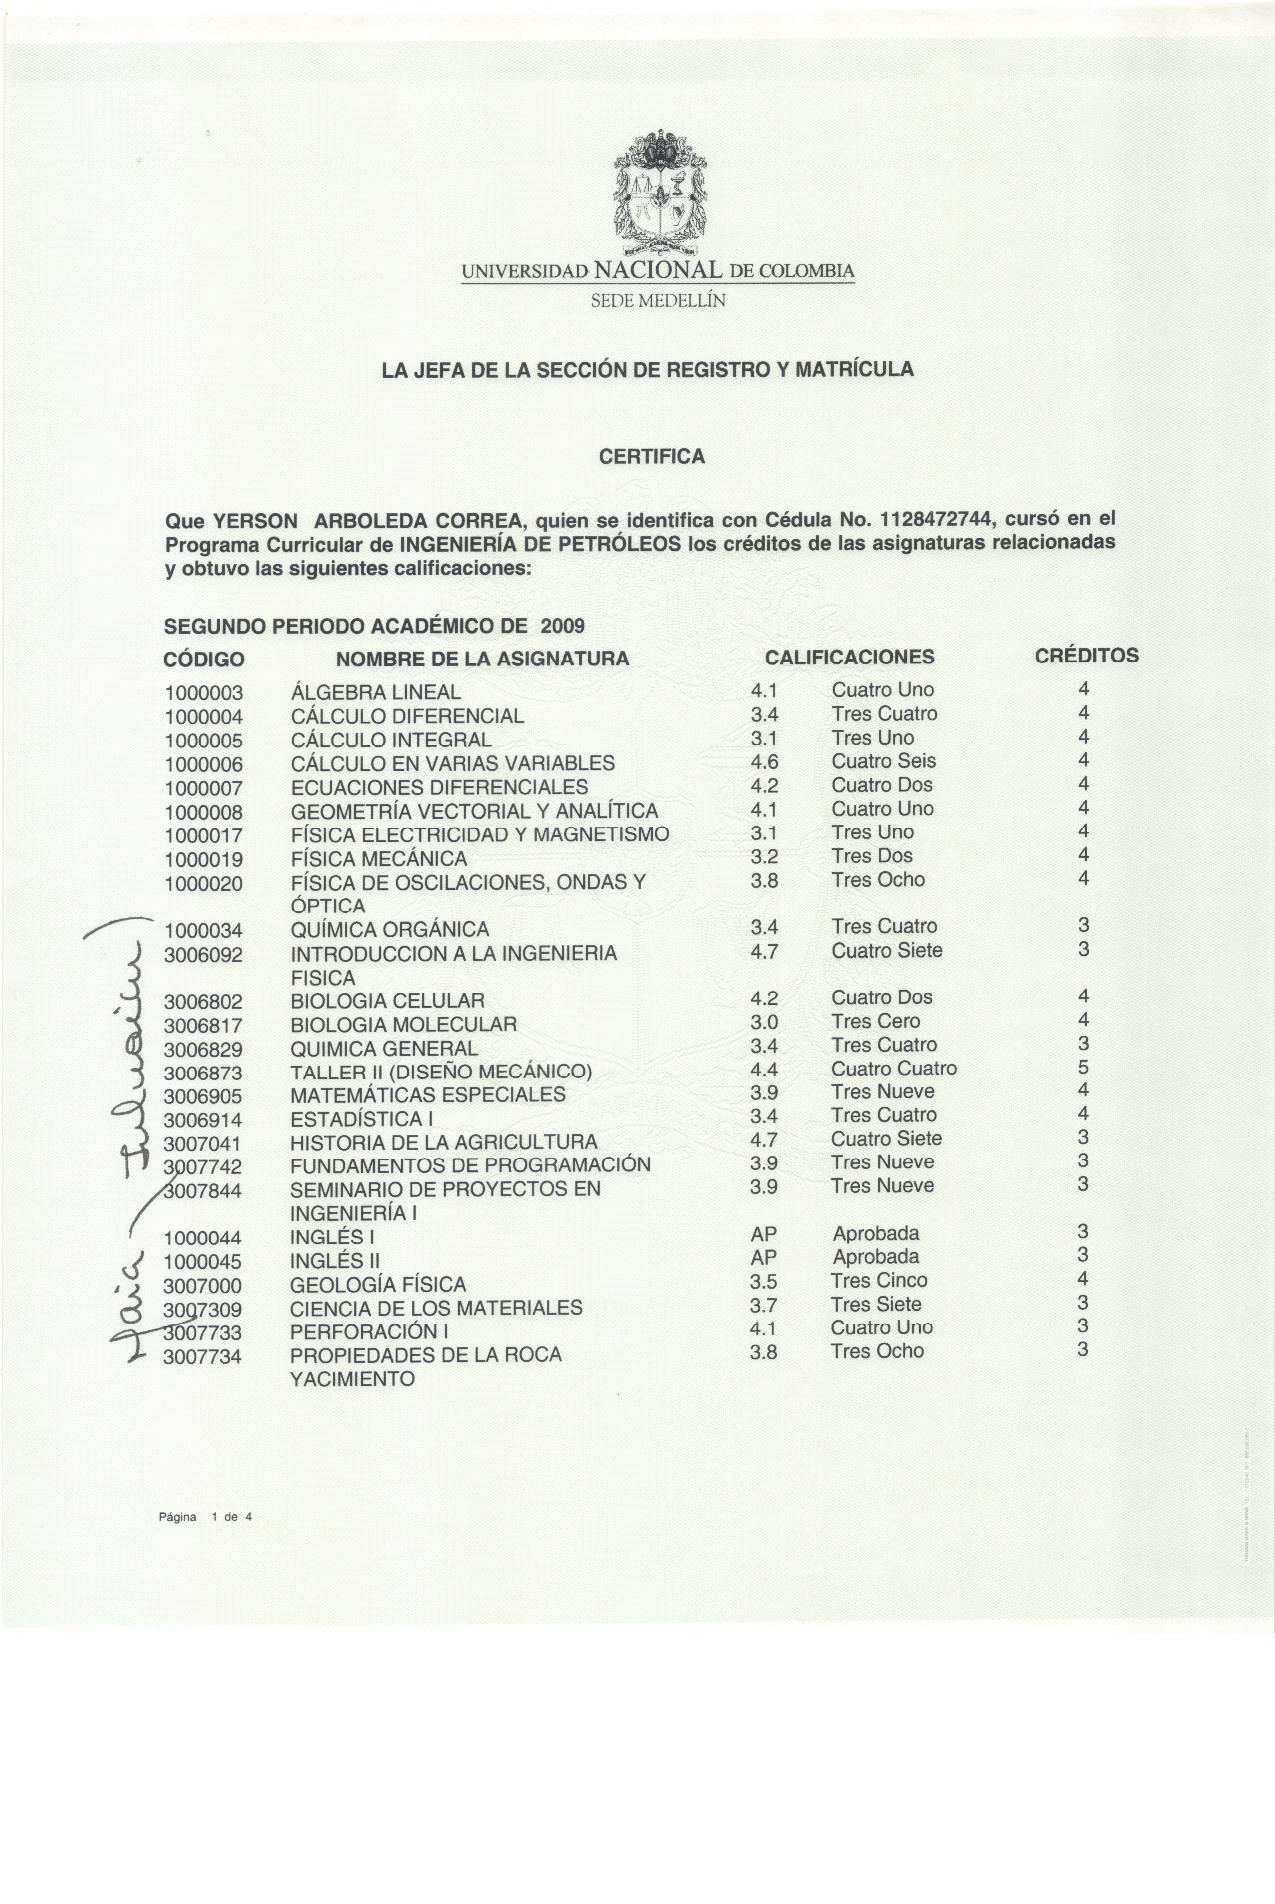 UNIVERSIDAD NACIONAL DE COLOMBIA
SEDE MEDELLÍN
LA JEFA DE LA SECCIÓN DE REGISTRO Y MATRÍCULA
CERTIFICA
Que YERSON ARBOLEDA CORREA, quien se identifica con Cédula No. 1128472744, cursó en el
Programa Curricular de INGENIERÍA DE PETRÓLEOS los créditos de las asignaturas relacionadas
y obtuvo las siguientes calificaciones:
SEGUNDO PERIODO ACADÉMICO DE 2009
CÓDIGO NOMBRE DE LA ASIGNATURA CALIFICACIONES CRÉDITOS
1000003 ÁLGEBRA LINEAL 4.1 Cuatro Uno 4
1000004 CÁLCULO DIFERENCIAL 3.4 Tres Cuatro 4
1000005 CÁLCULO INTEGRAL 3.1 Tres Uno 4
1000006 CÁLCULO EN VARIAS VARIABLES 4.6 Cuatro Seis 4
1000007 ECUACIONES DIFERENCIALES 4.2 Cuatro Dos 4
1000008 GEOMETRÍA VECTORIAL Y ANALÍTICA 4.1 Cuatro Uno 4
1000017 FÍSICA ELECTRICIDAD Y MAGNETISMO 3.1 Tres Uno 4
1000019 FÍSICA MECÁNICA 3.2 Tres Dos 4
1000020 FÍSICA DE OSCILACIONES, ONDAS Y 3.8 Tres Ocho 4
ÓPTICA
1000034 QUÍMICA ORGÁNICA 3.4 Tres Cuatro 3
3006092 INTRODUCCION A LA INGENIERIA 4.7 Cuatro Siete 3
FISICA
3006802 BIOLOGIA CELULAR 4.2 Cuatro Dos 4
3006817 BIOLOGIA MOLECULAR 3.0 Tres Cero 4
3006829 QUIMICA GENERAL 3.4 Tres Cuatro 3
3006873 TALLER II (DISEÑO MECÁNICO) 4.4 Cuatro Cuatro 5
3006905 MATEMÁTICAS ESPECIALES 3.9 Tres Nueve 4
3006914 ESTADÍSTICA I 3.4 Tres Cuatro 4
3007041 HISTORIA DE LA AGRICULTURA 4.7 Cuatro Siete 3
3007742 FUNDAMENTOS DE PROGRAMACIÓN 3.9 Tres Nueve 3
3007844 SEMINARIO DE PROYECTOS EN 3.9 Tres Nueve 3
INGENIERÍA I
1000044 INGLÉS I AP Aprobada 3
1000045 INGLÉS II AP Aprobada 3
3007000 GEOLOGÍA FÍSICA 3.5 Tres Cinco 4
3007309 CIENCIA DE LOS MATERIALES 3.7 Tres Siete 3
3007733 PERFORACIÓN I 4.1 Cuatro Uno 3
3007734 PROPIEDADES DE LA ROCA 3.8 Tres Ocho 3
YACIMIENTO
Página 1 de 4